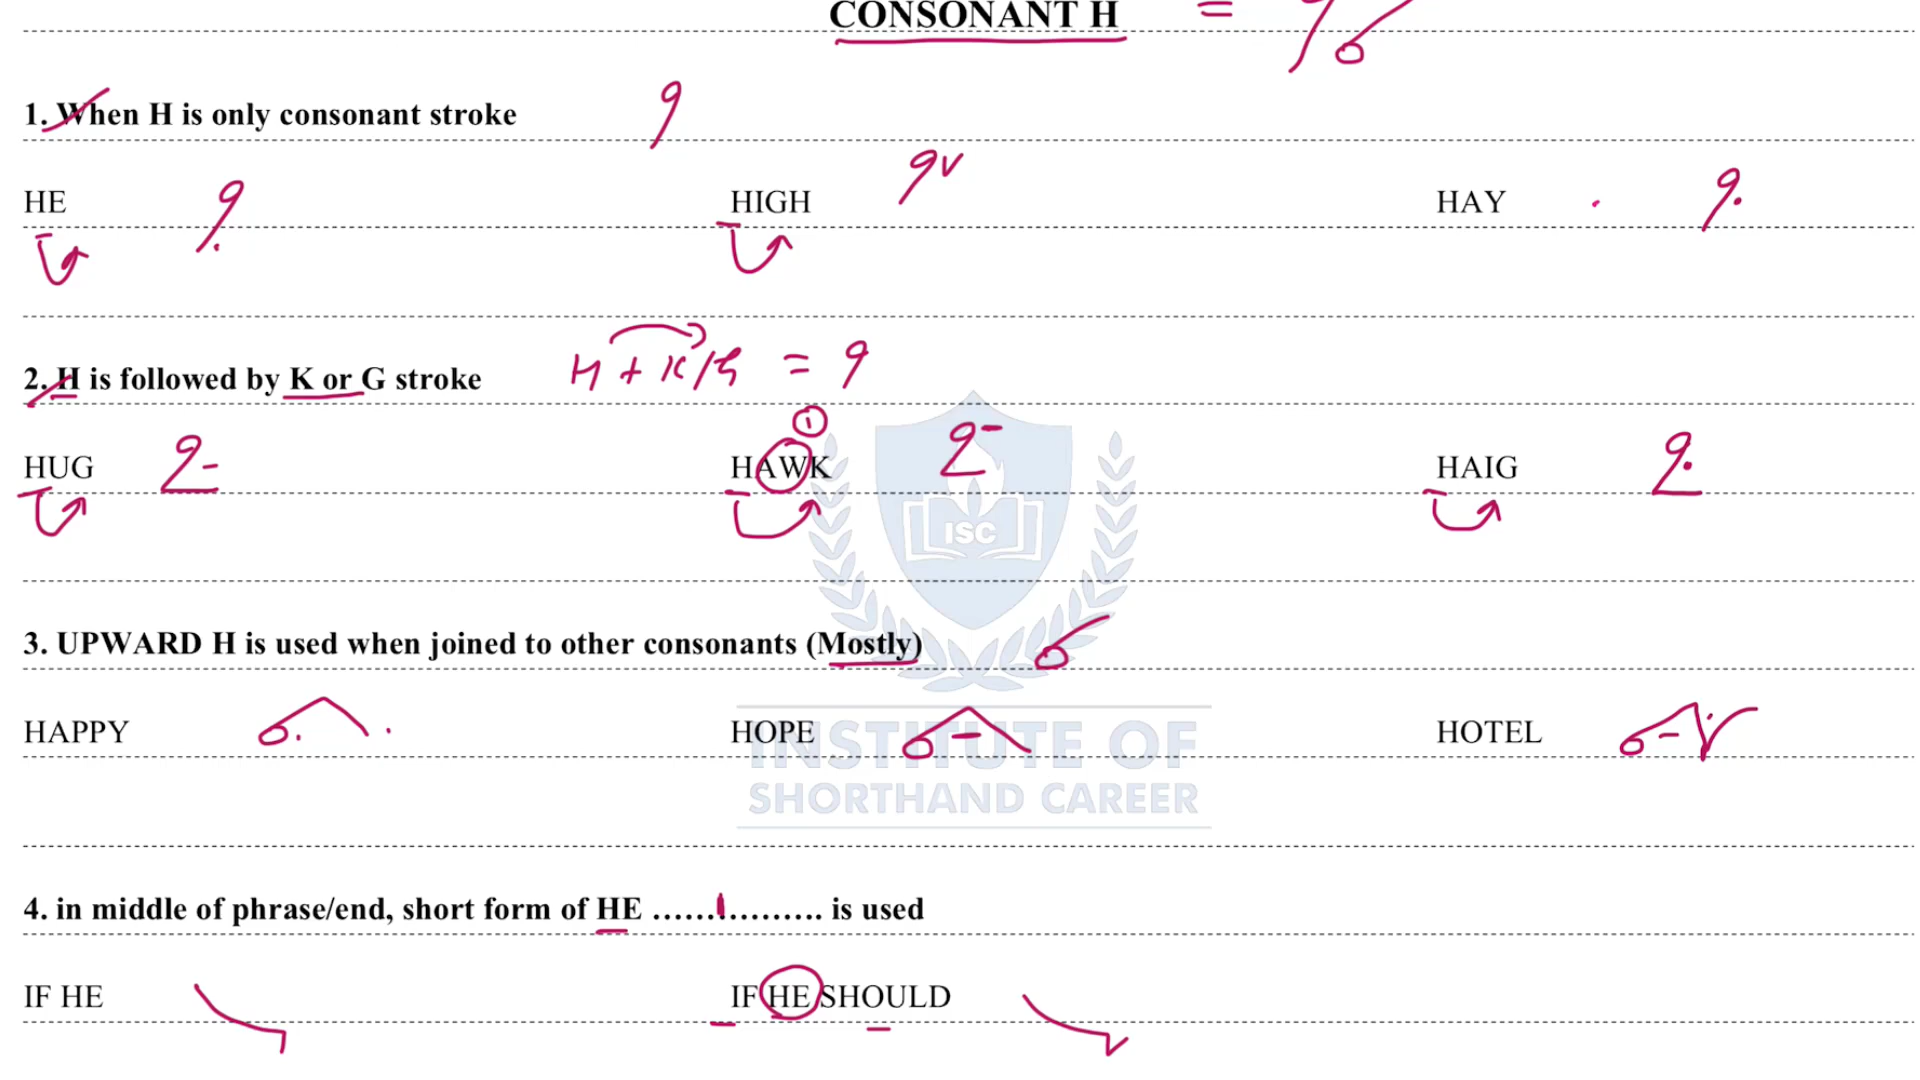 CONSONANT H =
1. When H is only consonant stroke
HE HIGH HAY
2. H is followed by K or G stroke H + K/G =
1
HUG HAWK HAIG
ISC
3. UPWARD H is used when joined to other consonants (Mostly)
HAPPY HOPE HOTEL
INSTITUTE OF
SHORTHAND CAREER
4. in middle of phrase/end, short form of HE ................... is used
IF HE IF HE SHOULD